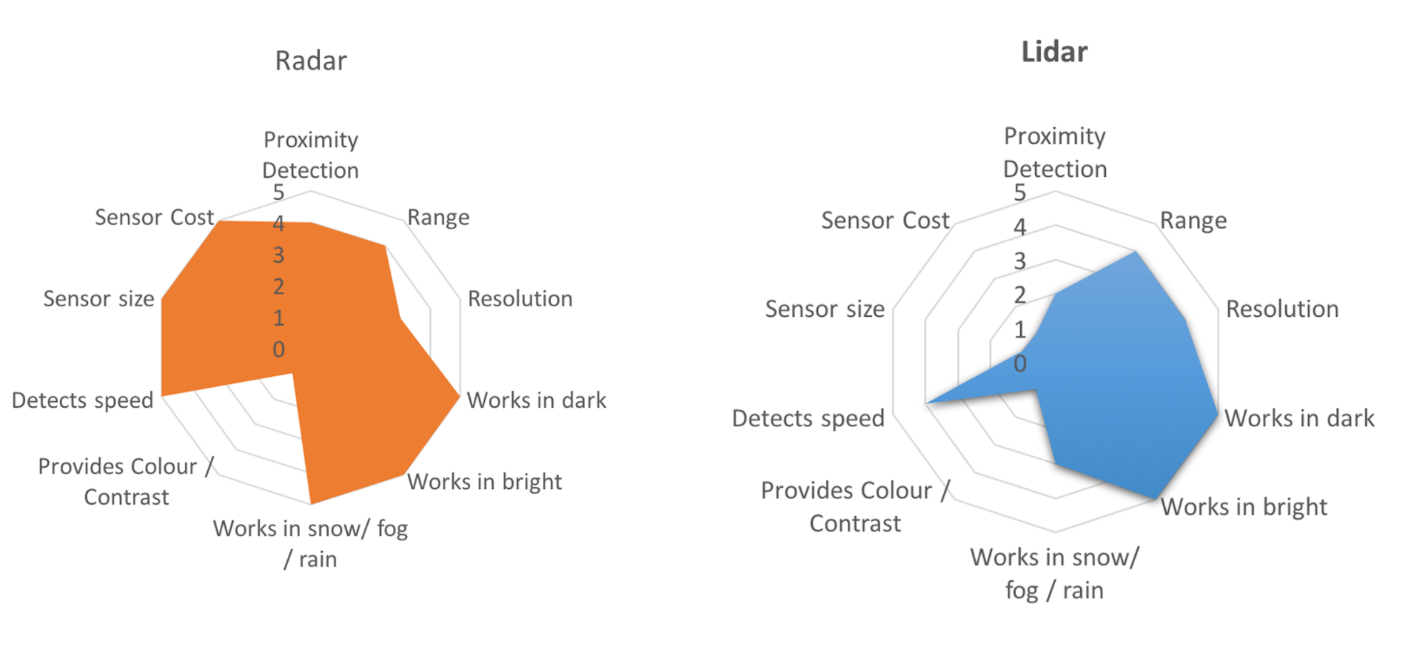 Radar
Proximity
Detection
5
4
3
2
1
0
Range
Resolution
Works in dark
Works in bright
Works in snow/ fog
/ rain
Provides Colour /
Contrast
Detects speed
Sensor size
Sensor Cost
Lidar
Proximity
Detection
5
4
3
2
1
0
Range
Resolution
Works in dark
Works in bright
Works in snow/
fog / rain
Provides Colour /
Contrast
Detects speed
Sensor size
Sensor Cost